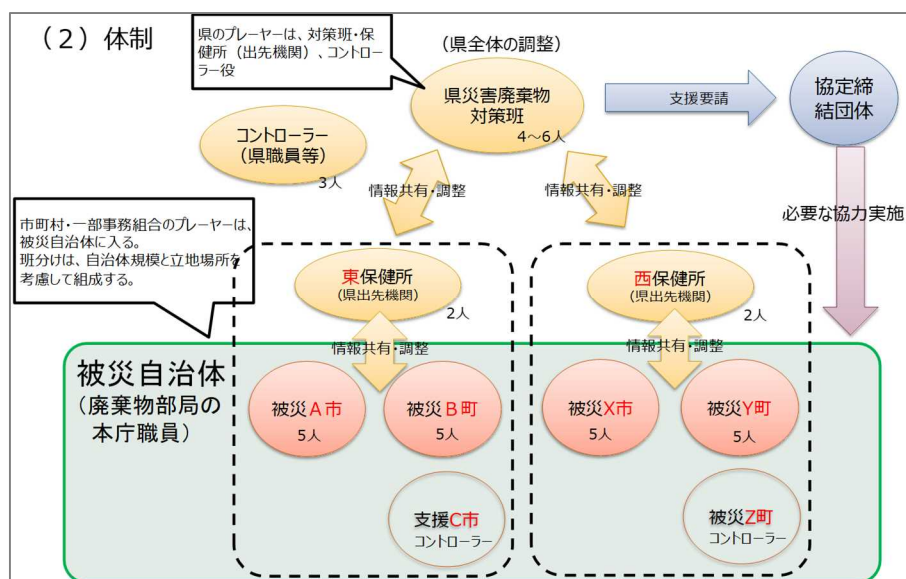 （２）体制
県のプレーヤーは、対策班・保
健所（出先機関）、コントロー
ラー役
（県全体の調整）
県災害廃棄物
対策班
4～6人
支援要請
協定締
結団体
コントローラー
（県職員等）
3人
情報共有・調整
情報共有・調整
必要な協力実施
市町村・一部事務組合のプレーヤーは、
被災自治体に入る。
班分けは、自治体規模と立地場所を
考慮して組成する。
東保健所
（県出先機関）
2人
西保健所
（県出先機関）
2人
情報共有・調整
情報共有・調整
被災自治体
（廃棄物部局の
本庁職員）
被災Ａ市
5人
被災Ｂ町
5人
被災X市
5人
被災Y町
5人
支援C市
コントローラー
被災Z町
コントローラー